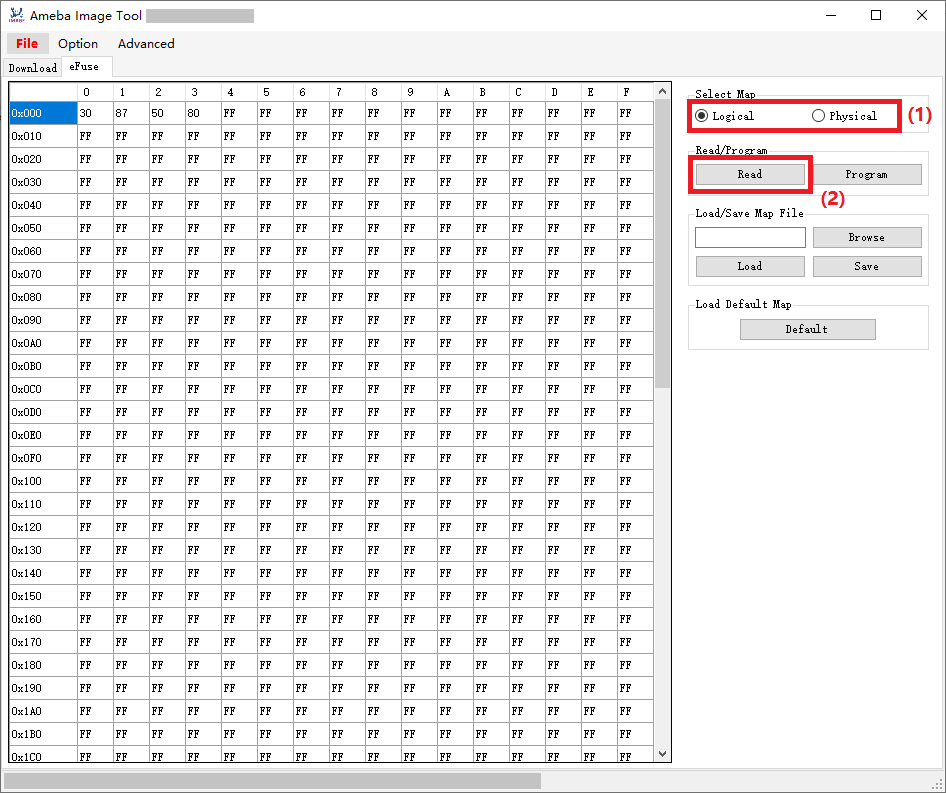 Ameba Image Tool
File Option Advanced
Download eFuse
0 1 2 3 4 5 6 7 8 9 A B C D E F
0x000 30 87 50 80 FF FF FF FF FF FF FF FF FF FF FF FF
0x010 FF FF FF FF FF FF FF FF FF FF FF FF FF FF FF FF
0x020 FF FF FF FF FF FF FF FF FF FF FF FF FF FF FF FF
0x030 FF FF FF FF FF FF FF FF FF FF FF FF FF FF FF FF
0x040 FF FF FF FF FF FF FF FF FF FF FF FF FF FF FF FF
0x050 FF FF FF FF FF FF FF FF FF FF FF FF FF FF FF FF
0x060 FF FF FF FF FF FF FF FF FF FF FF FF FF FF FF FF
0x070 FF FF FF FF FF FF FF FF FF FF FF FF FF FF FF FF
0x080 FF FF FF FF FF FF FF FF FF FF FF FF FF FF FF FF
0x090 FF FF FF FF FF FF FF FF FF FF FF FF FF FF FF FF
0x0A0 FF FF FF FF FF FF FF FF FF FF FF FF FF FF FF FF
0x0B0 FF FF FF FF FF FF FF FF FF FF FF FF FF FF FF FF
0x0C0 FF FF FF FF FF FF FF FF FF FF FF FF FF FF FF FF
0x0D0 FF FF FF FF FF FF FF FF FF FF FF FF FF FF FF FF
0x0E0 FF FF FF FF FF FF FF FF FF FF FF FF FF FF FF FF
0x0F0 FF FF FF FF FF FF FF FF FF FF FF FF FF FF FF FF
0x100 FF FF FF FF FF FF FF FF FF FF FF FF FF FF FF FF
0x110 FF FF FF FF FF FF FF FF FF FF FF FF FF FF FF FF
0x120 FF FF FF FF FF FF FF FF FF FF FF FF FF FF FF FF
0x130 FF FF FF FF FF FF FF FF FF FF FF FF FF FF FF FF
0x140 FF FF FF FF FF FF FF FF FF FF FF FF FF FF FF FF
0x150 FF FF FF FF FF FF FF FF FF FF FF FF FF FF FF FF
0x160 FF FF FF FF FF FF FF FF FF FF FF FF FF FF FF FF
0x170 FF FF FF FF FF FF FF FF FF FF FF FF FF FF FF FF
0x180 FF FF FF FF FF FF FF FF FF FF FF FF FF FF FF FF
0x190 FF FF FF FF FF FF FF FF FF FF FF FF FF FF FF FF
0x1A0 FF FF FF FF FF FF FF FF FF FF FF FF FF FF FF FF
0x1B0 FF FF FF FF FF FF FF FF FF FF FF FF FF FF FF FF
0x1C0 FF FF FF FF FF FF FF FF FF FF FF FF FF FF FF FF
Select Map
Logical Physical (1)
Read/Program
Read Program
(2)
Load/Save Map File
Browse
Load Save
Load Default Map
Default